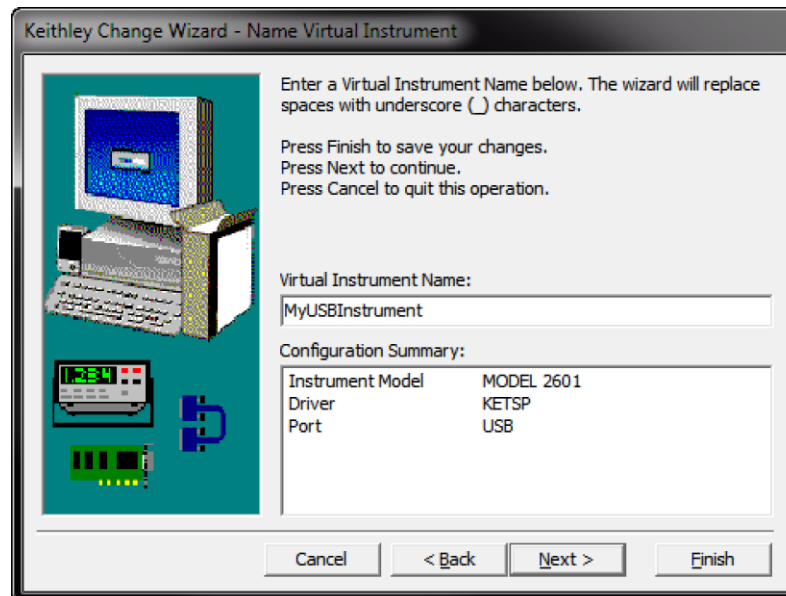 Keithley Change Wizard - Name Virtual Instrument
Enter a Virtual Instrument Name below. The wizard will replace
spaces with underscore (_) characters.
Press Finish to save your changes.
Press Next to continue.
Press Cancel to quit this operation.
Virtual Instrument Name:
MyUSBInstrument
Configuration Summary:
Instrument Model MODEL 2601
Driver KETSP
Port USB
1.234
Cancel < Back Next > Finish